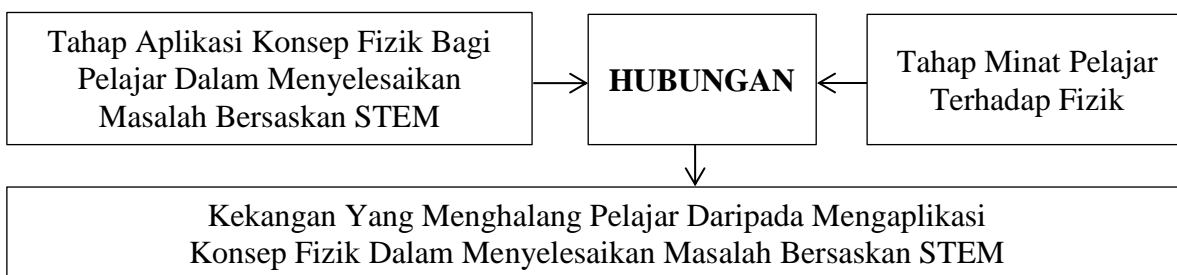 Tahap Aplikasi Konsep Fizik Bagi
Pelajar Dalam Menyelesaikan
Masalah Bersaskan STEM
HUBUNGAN
Tahap Minat Pelajar
Terhadap Fizik
Kekangan Yang Menghalang Pelajar Daripada Mengaplikasi
Konsep Fizik Dalam Menyelesaikan Masalah Bersaskan STEM